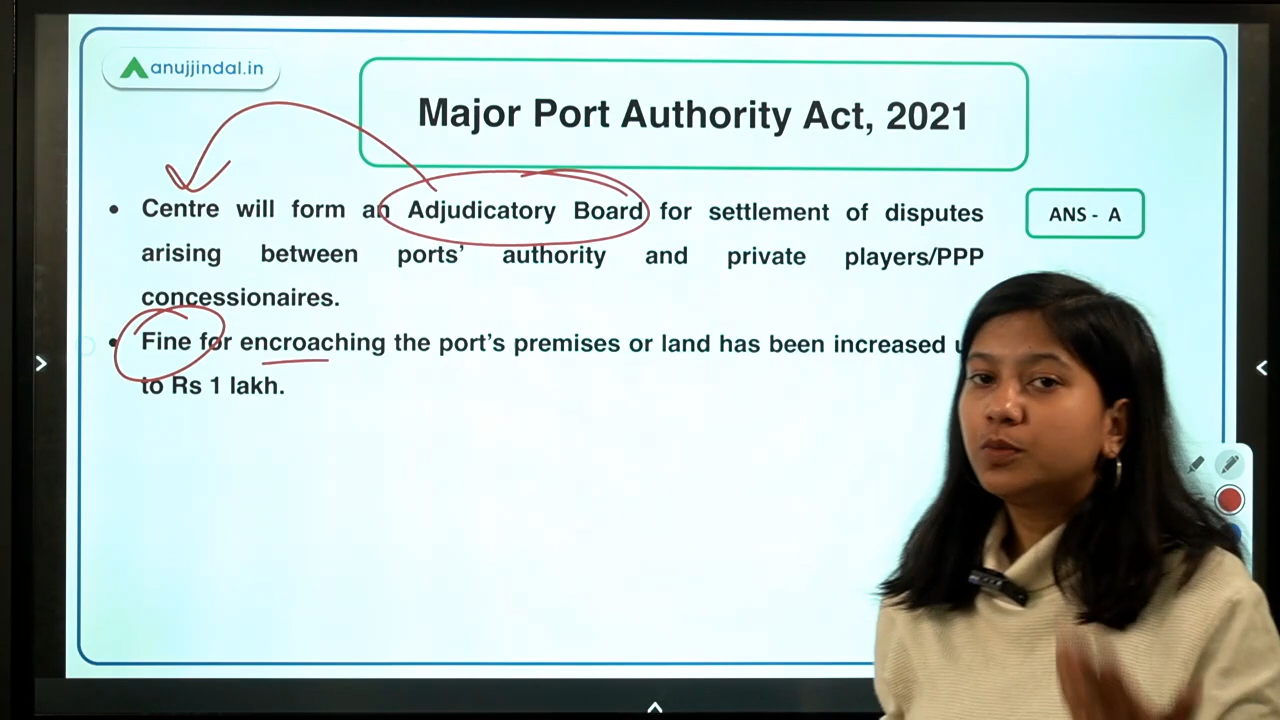 anujjindal.in
Major Port Authority Act, 2021
• Centre will form an Adjudicatory Board for settlement of disputes
arising between ports’ authority and private players/PPP
concessionaires.
ANS - A
• Fine for encroaching the port’s premises or land has been increased
to Rs 1 lakh.